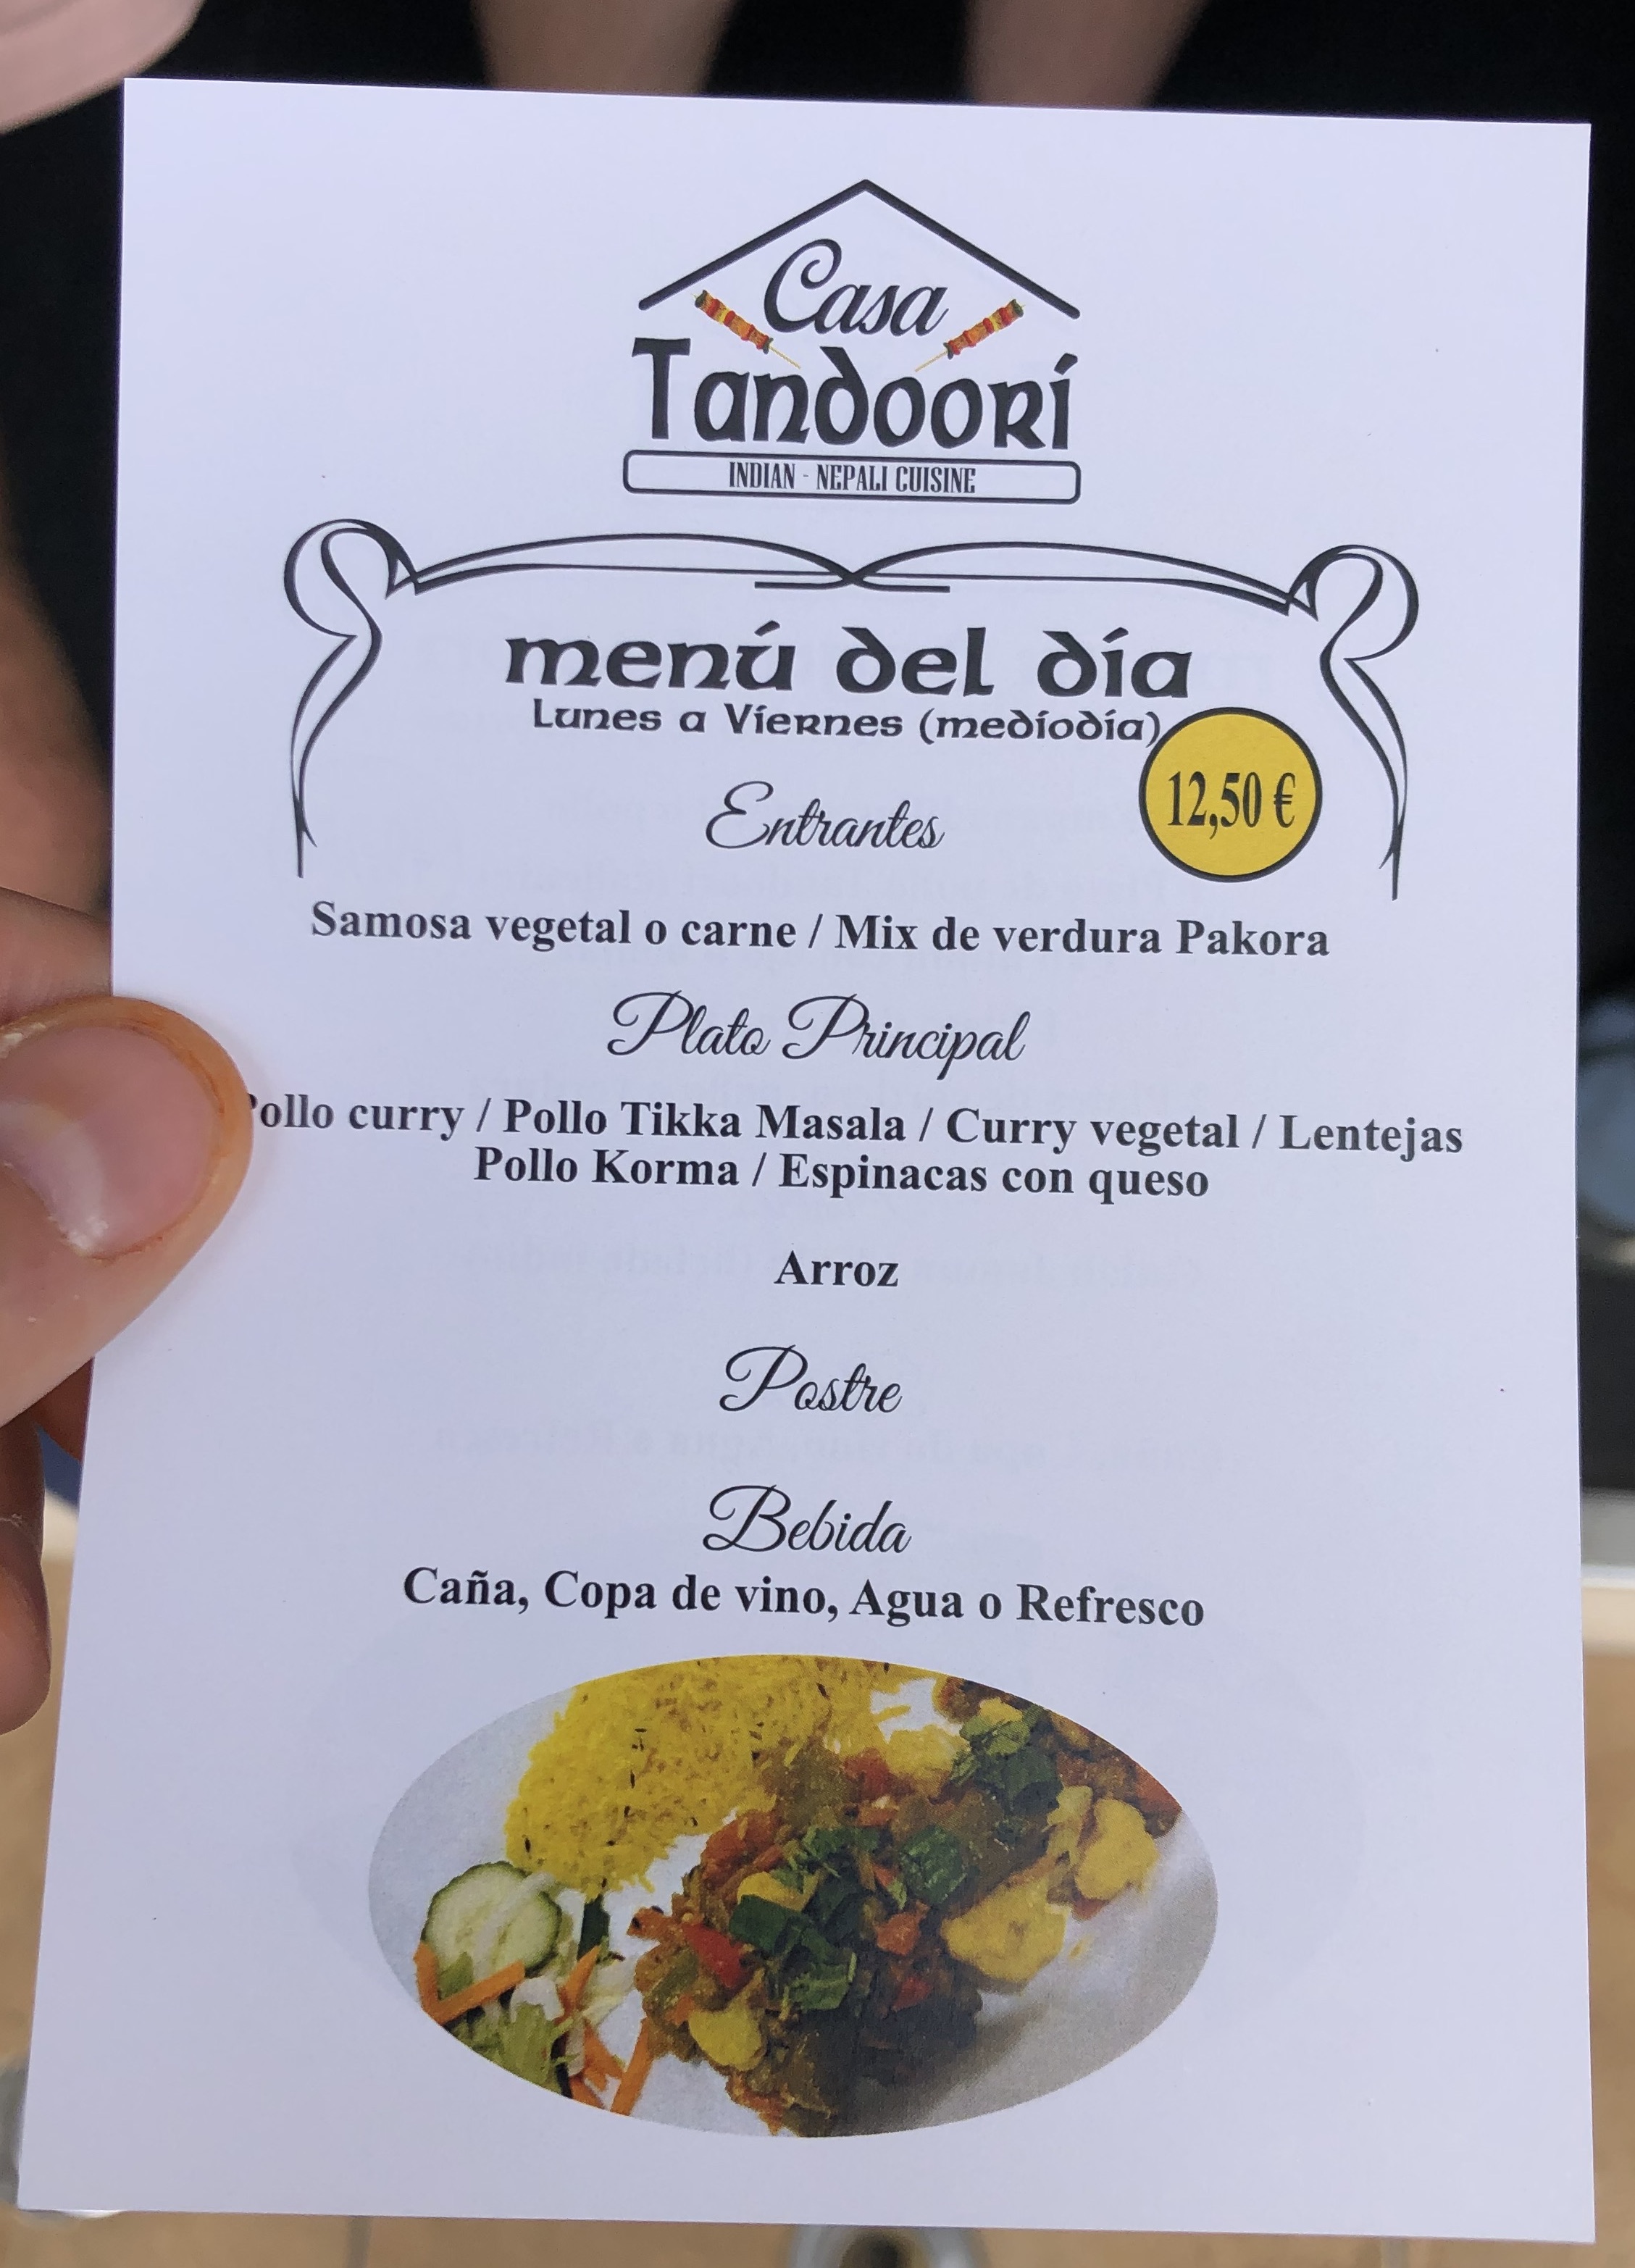 Casa
Tandoorí
INDIAN - NEPALI CUISINE
menú del día
Lunes a Víernes (medíodía)
12,50 €
Entrantes
Samosa vegetal o carne / Mix de verdura Pakora
Plato Principal
Pollo curry / Pollo Tikka Masala / Curry vegetal / Lentejas
Pollo Korma / Espinacas con queso
Arroz
Postre
Bebida
Caña, Copa de vino, Agua o Refresco